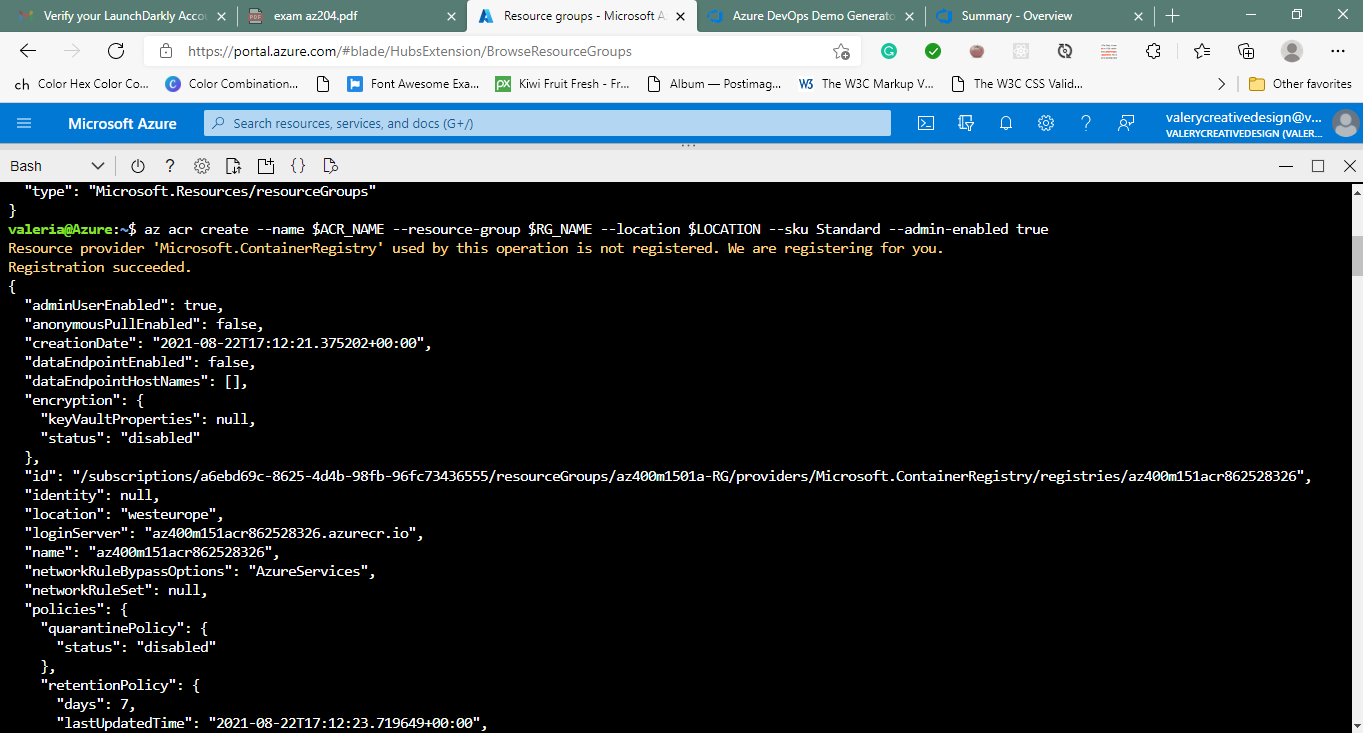 Verify your LaunchDarkly Accou
exam az204.pdf
Resource groups - Microsoft A
Azure DevOps Demo Generato
Summary - Overview
https://portal.azure.com/#blade/HubsExtension/BrowseResourceGroups
ch Color Hex Color Co...
C Color Combination...
Font Awesome Exa...
px Kiwi Fruit Fresh - Fr...
Album — Postimag...
W3 The W3C Markup V...
The W3C CSS Valid...
Other favorites
Microsoft Azure
Search resources, services, and docs (G+/)
valerycreativedesign@v...
VALERYCREATIVEDESIGN (VALER...
Bash
"type": "Microsoft.Resources/resourceGroups"
}
valeria@Azure:~$ az acr create --name $ACR_NAME --resource-group $RG_NAME --location $LOCATION --sku Standard --admin-enabled true
Resource provider 'Microsoft.ContainerRegistry' used by this operation is not registered. We are registering for you.
Registration succeeded.
{
"adminUserEnabled": true,
"anonymousPullEnabled": false,
"creationDate": "2021-08-22T17:12:21.375202+00:00",
"dataEndpointEnabled": false,
"dataEndpointHostNames": [],
"encryption": {
"keyVaultProperties": null,
"status": "disabled"
},
"id": "/subscriptions/a6ebd69c-8625-4d4b-98fb-96fc73436555/resourceGroups/az400m1501a-RG/providers/Microsoft.ContainerRegistry/registries/az400m151acr862528326",
"identity": null,
"location": "westeurope",
"loginServer": "az400m151acr862528326.azurecr.io",
"name": "az400m151acr862528326",
"networkRuleBypassOptions": "AzureServices",
"networkRuleSet": null,
"policies": {
"quarantinePolicy": {
"status": "disabled"
},
"retentionPolicy": {
"days": 7,
"lastUpdatedTime": "2021-08-22T17:12:23.719649+00:00",